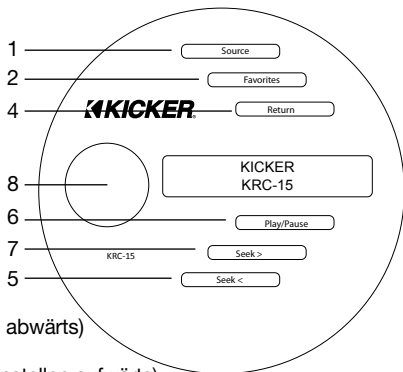 1 Source
2 Favorites
4 Return
KICKER
KICKER
KRC-15
8
6 Play/Pause
7 Seek >
KRC-15
5 Seek <
abwärts)